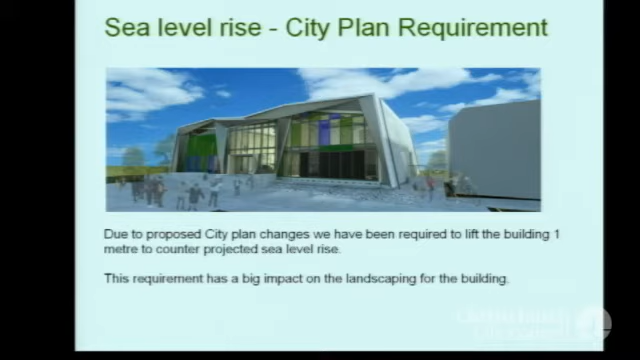 Sea level rise - City Plan Requirement
Due to proposed City plan changes we have been required to lift the building 1
metre to counter projected sea level rise.
This requirement has a big impact on the landscaping for the building.